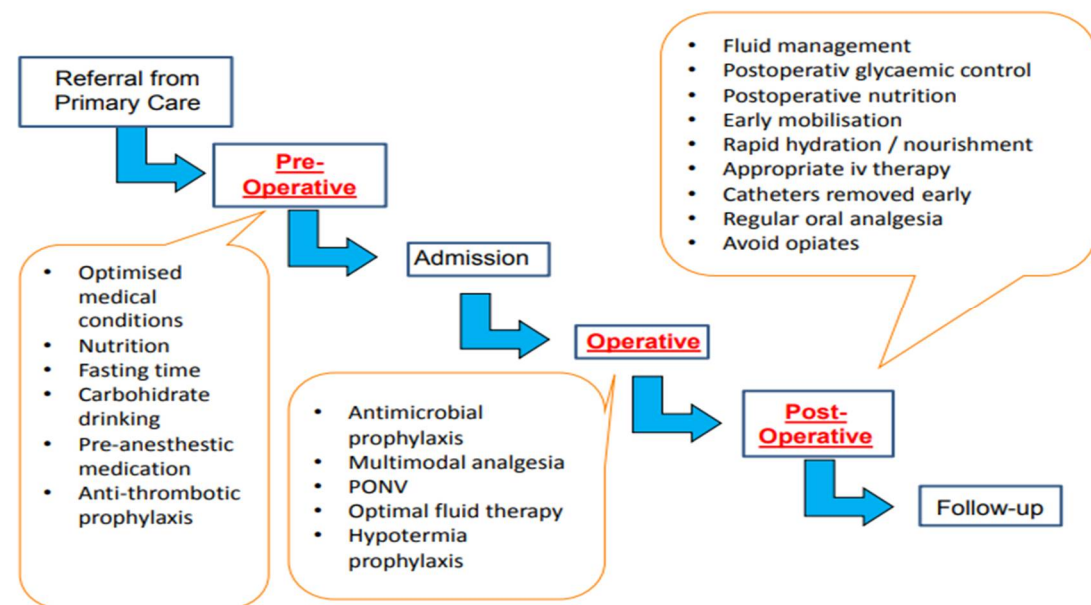 Referral from
Primary Care
Pre-
Operative
• Optimised
medical
conditions
• Nutrition
• Fasting time
• Carbohidrate
drinking
• Pre-anesthestic
medication
• Anti-thrombotic
prophylaxis
Admission
Operative
• Antimicrobial
prophylaxis
• Multimodal analgesia
• PONV
• Optimal fluid therapy
• Hypotermia
prophylaxis
Post-
Operative
• Fluid management
• Postoperativ glycaemic control
• Postoperative nutrition
• Early mobilisation
• Rapid hydration / nourishment
• Appropriate iv therapy
• Catheters removed early
• Regular oral analgesia
• Avoid opiates
Follow-up